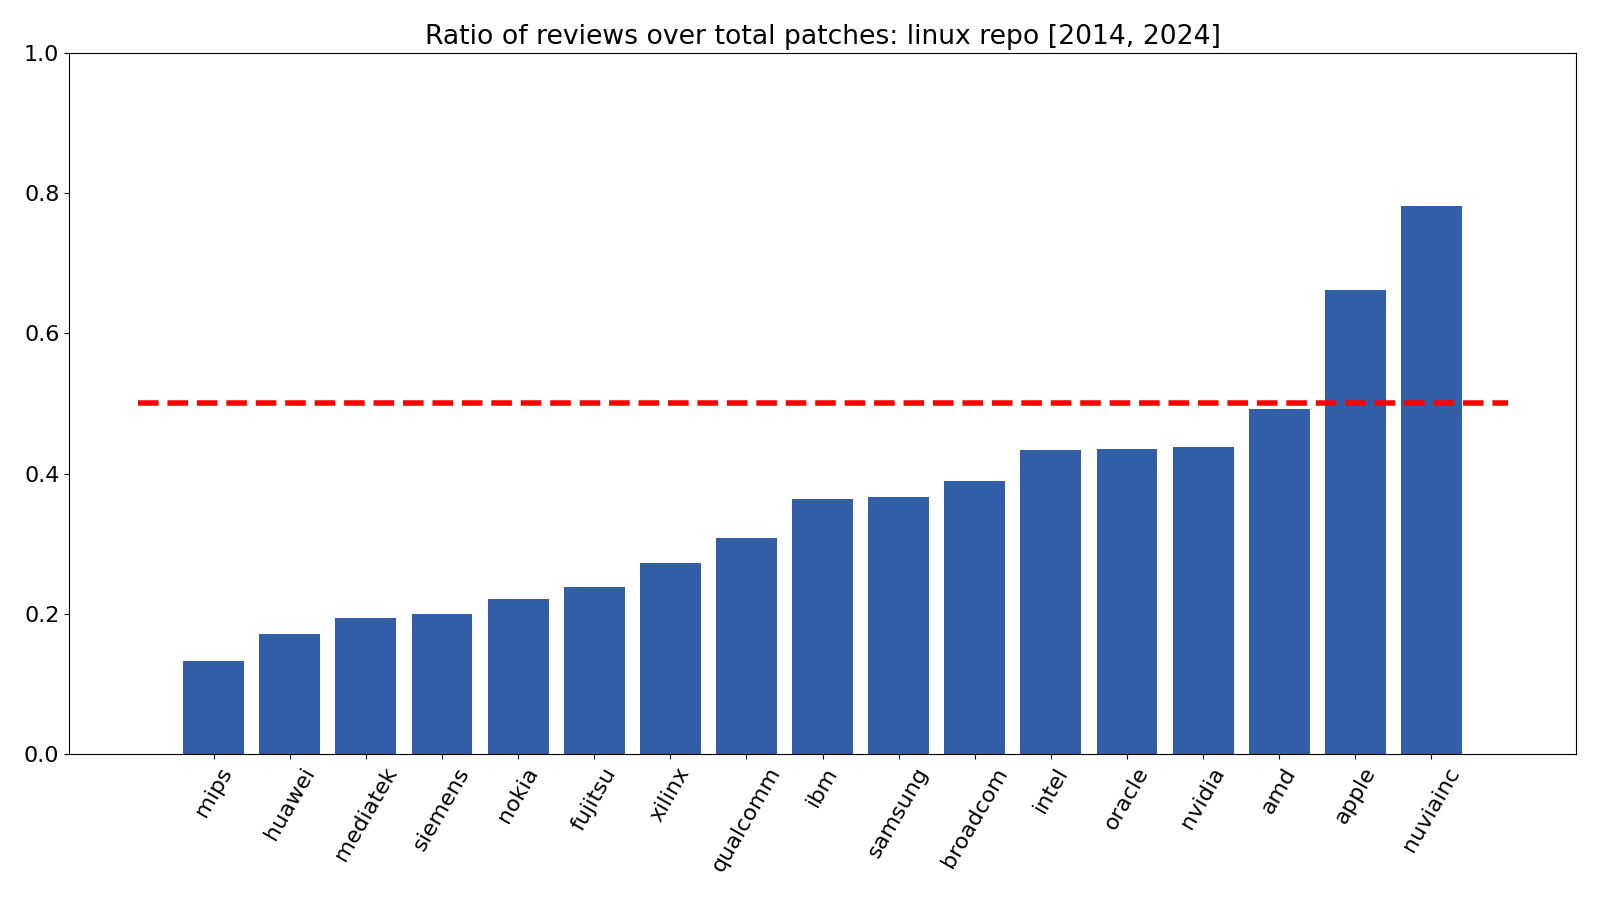 Ratio of reviews over total patches: linux repo [2014, 2024]
1.0
0.8
0.6
0.4
0.2
0.0
mips
huawei
mediatek
siemens
nokia
fujitsu
xilinx
qualcomm
ibm
samsung
broadcom
intel
oracle
nvidia
amd
apple
nuviainc